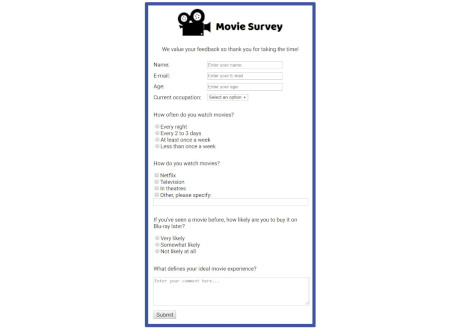 Movie Survey
We value your feedback so thank you for taking the time!
Name:
Enter your name
E-mail:
Enter your E-mail
Age:
Enter your age
Current occupation:
Select an option
How often do you watch movies?
Every night
Every 2 to 3 days
At least once a week
Less than once a week
How do you watch movies?
Netflix
Television
In theatres
Other, please specify:
If you've seen a movie before, how likely are you to buy it on
Blu-ray later?
Very likely
Somewhat likely
Not likely at all
What defines your ideal movie experience?
Enter your comment here...
Submit